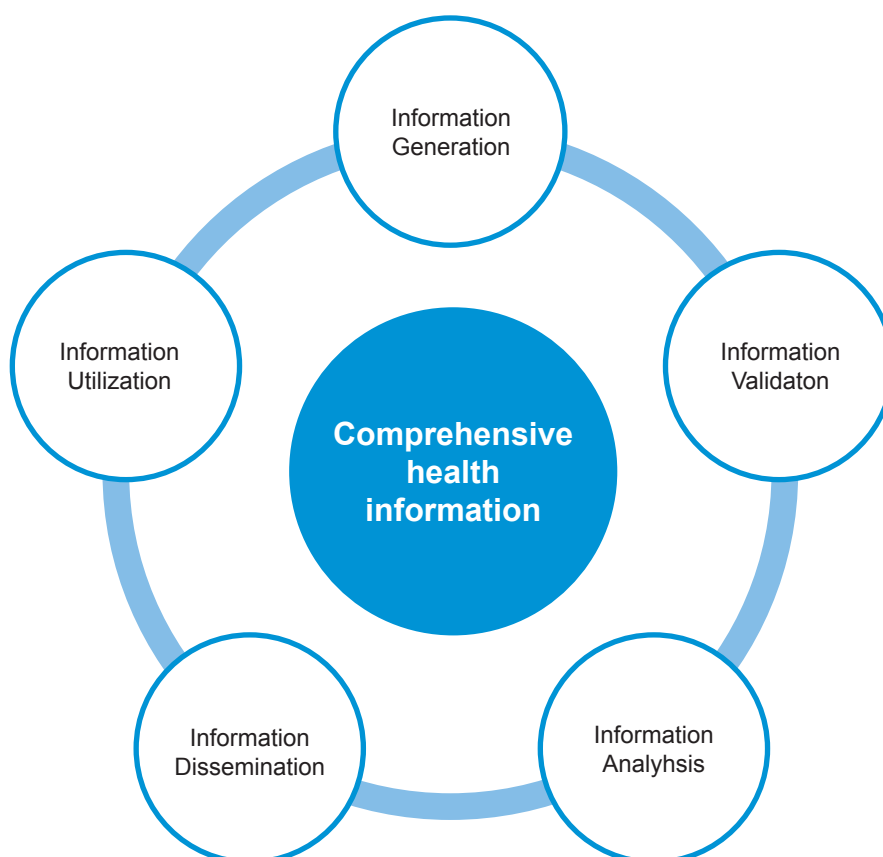 Information
Generation
Information
Utilization
Information
Validaton
Comprehensive
health
information
Information
Dissemination
Information
Analyhsis